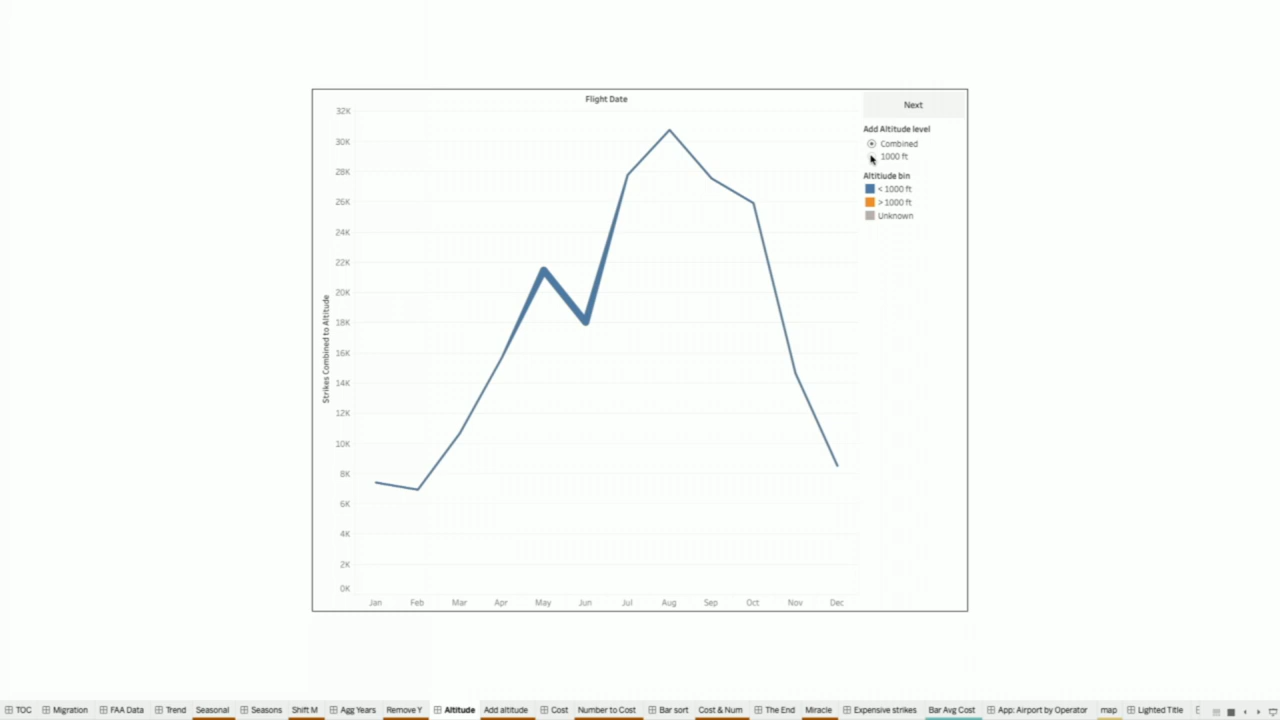 Flight Date
Next
Add Altitude level
Combined
1000 ft
Altitiude bin
< 1000 ft
> 1000 ft
Unknown
Strikes Combined to Altitude
32K
30K
28K
26K
24K
22K
20K
18K
16K
14K
12K
10K
8K
6K
4K
2K
0K
Jan Feb Mar Apr May Jun Jul Aug Sep Oct Nov Dec
TOC Migration FAA Data Trend Seasonal Seasons Shift M Agg Years Remove Y Altitude Add altitude Cost Number to Cost Bar sort Cost & Num The End Miracle Expensive strikes Bar Avg Cost App: Airport by Operator map Lighted Title